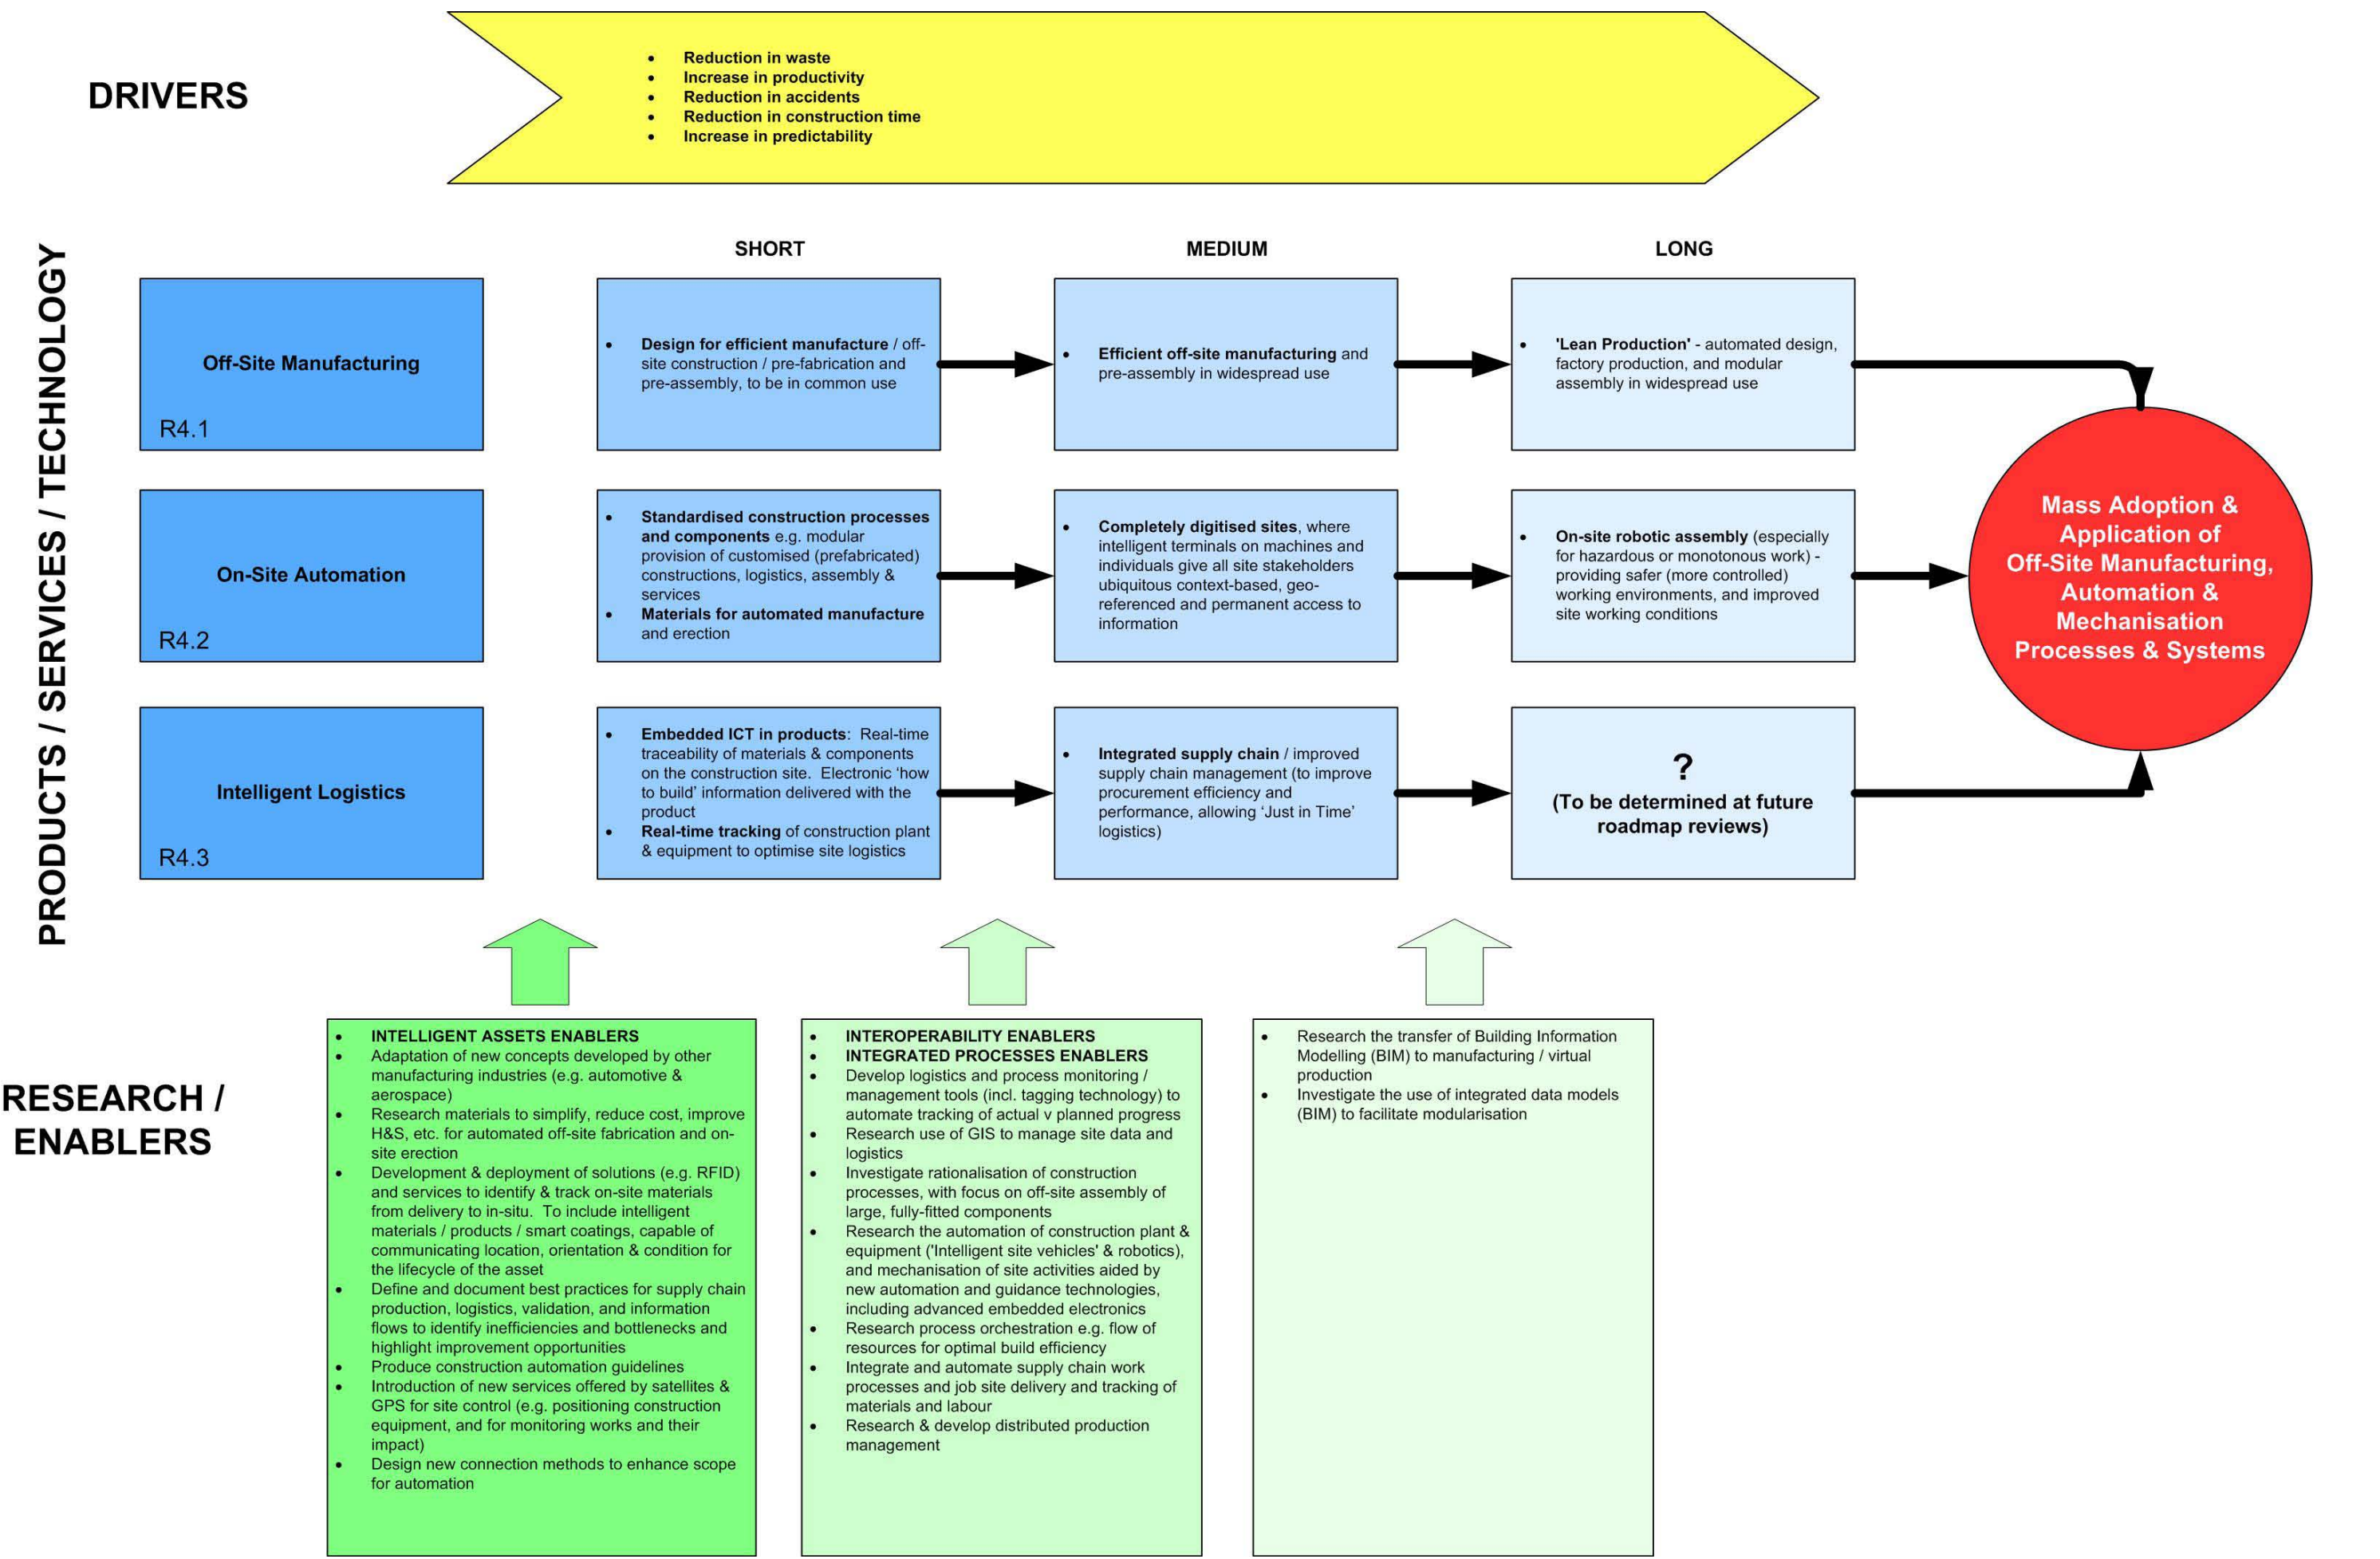 DRIVERS
• Reduction in waste
• Increase in productivity
• Reduction in accidents
• Reduction in construction time
• Increase in predictability
PRODUCTS / SERVICES / TECHNOLOGY
SHORT
MEDIUM
LONG
Off-Site Manufacturing
R4.1
• Design for efficient manufacture / off-
site construction / pre-fabrication and
pre-assembly, to be in common use
• Efficient off-site manufacturing and
pre-assembly in widespread use
• 'Lean Production' - automated design,
factory production, and modular
assembly in widespread use
On-Site Automation
R4.2
• Standardised construction processes
and components e.g. modular
provision of customised (prefabricated)
constructions, logistics, assembly &
services
• Materials for automated manufacture
and erection
• Completely digitised sites, where
intelligent terminals on machines and
individuals give all site stakeholders
ubiquitous context-based, geo-
referenced and permanent access to
information
• On-site robotic assembly (especially
for hazardous or monotonous work) -
providing safer (more controlled)
working environments, and improved
site working conditions
Mass Adoption &
Application of
Off-Site Manufacturing,
Automation &
Mechanisation
Processes & Systems
Intelligent Logistics
R4.3
• Embedded ICT in products:  Real-time
traceability of materials & components
on the construction site.  Electronic ‘how
to build’ information delivered with the
product
• Real-time tracking of construction plant
& equipment to optimise site logistics
• Integrated supply chain / improved
supply chain management (to improve
procurement efficiency and
performance, allowing ‘Just in Time’
logistics)
?
(To be determined at future
roadmap reviews)
RESEARCH /
ENABLERS
• INTELLIGENT ASSETS ENABLERS
• Adaptation of new concepts developed by other
manufacturing industries (e.g. automotive &
aerospace)
• Research materials to simplify, reduce cost, improve
H&S, etc. for automated off-site fabrication and on-
site erection
• Development & deployment of solutions (e.g. RFID)
and services to identify & track on-site materials
from delivery to in-situ.  To include intelligent
materials / products / smart coatings, capable of
communicating location, orientation & condition for
the lifecycle of the asset
• Define and document best practices for supply chain
production, logistics, validation, and information
flows to identify inefficiencies and bottlenecks and
highlight improvement opportunities
• Produce construction automation guidelines
• Introduction of new services offered by satellites &
GPS for site control (e.g. positioning construction
equipment, and for monitoring works and their
impact)
• Design new connection methods to enhance scope
for automation
• INTEROPERABILITY ENABLERS
• INTEGRATED PROCESSES ENABLERS
• Develop logistics and process monitoring /
management tools (incl. tagging technology) to
automate tracking of actual v planned progress
• Research use of GIS to manage site data and
logistics
• Investigate rationalisation of construction
processes, with focus on off-site assembly of
large, fully-fitted components
• Research the automation of construction plant &
equipment ('Intelligent site vehicles' & robotics),
and mechanisation of site activities aided by
new automation and guidance technologies,
including advanced embedded electronics
• Research process orchestration e.g. flow of
resources for optimal build efficiency
• Integrate and automate supply chain work
processes and job site delivery and tracking of
materials and labour
• Research & develop distributed production
management
• Research the transfer of Building Information
Modelling (BIM) to manufacturing / virtual
production
• Investigate the use of integrated data models
(BIM) to facilitate modularisation